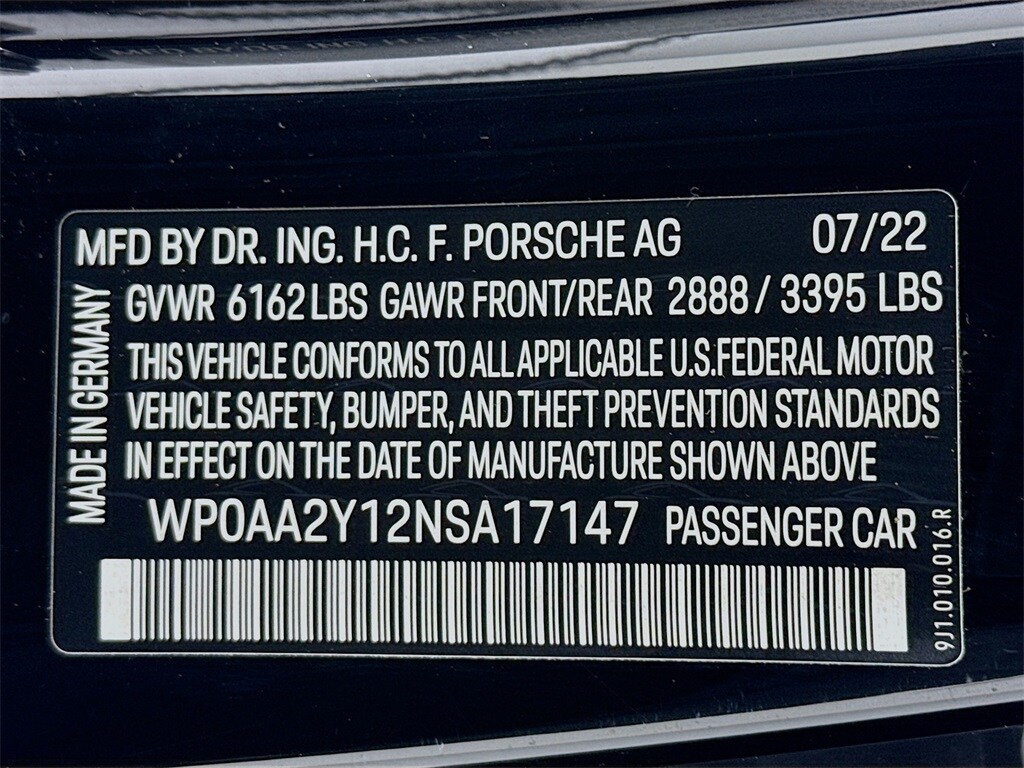 MFD BY DR. ING. H.C. F. PORSCHE AG 07/22
GVWR 6162 LBS GAWR FRONT/REAR 2888 / 3395 LBS
THIS VEHICLE CONFORMS TO ALL APPLICABLE U.S.FEDERAL MOTOR
VEHICLE SAFETY, BUMPER, AND THEFT PREVENTION STANDARDS
IN EFFECT ON THE DATE OF MANUFACTURE SHOWN ABOVE
WP0AA2Y12NSA17147 PASSENGER CAR
MADE IN GERMANY
9J1.010.016.R